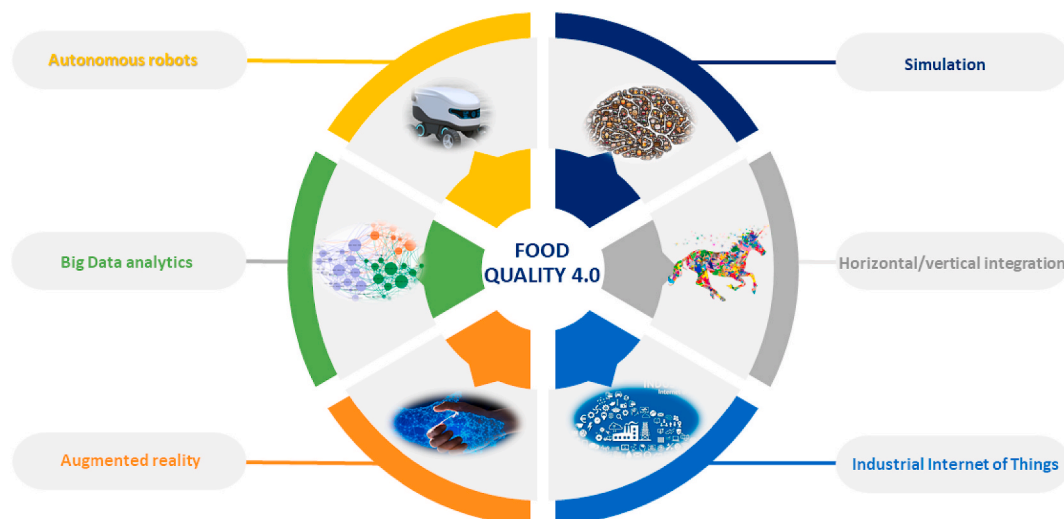 Autonomous robots
Simulation
Big Data analytics
FOOD
QUALITY 4.0
Horizontal/vertical integration
Augmented reality
Industrial Internet of Things